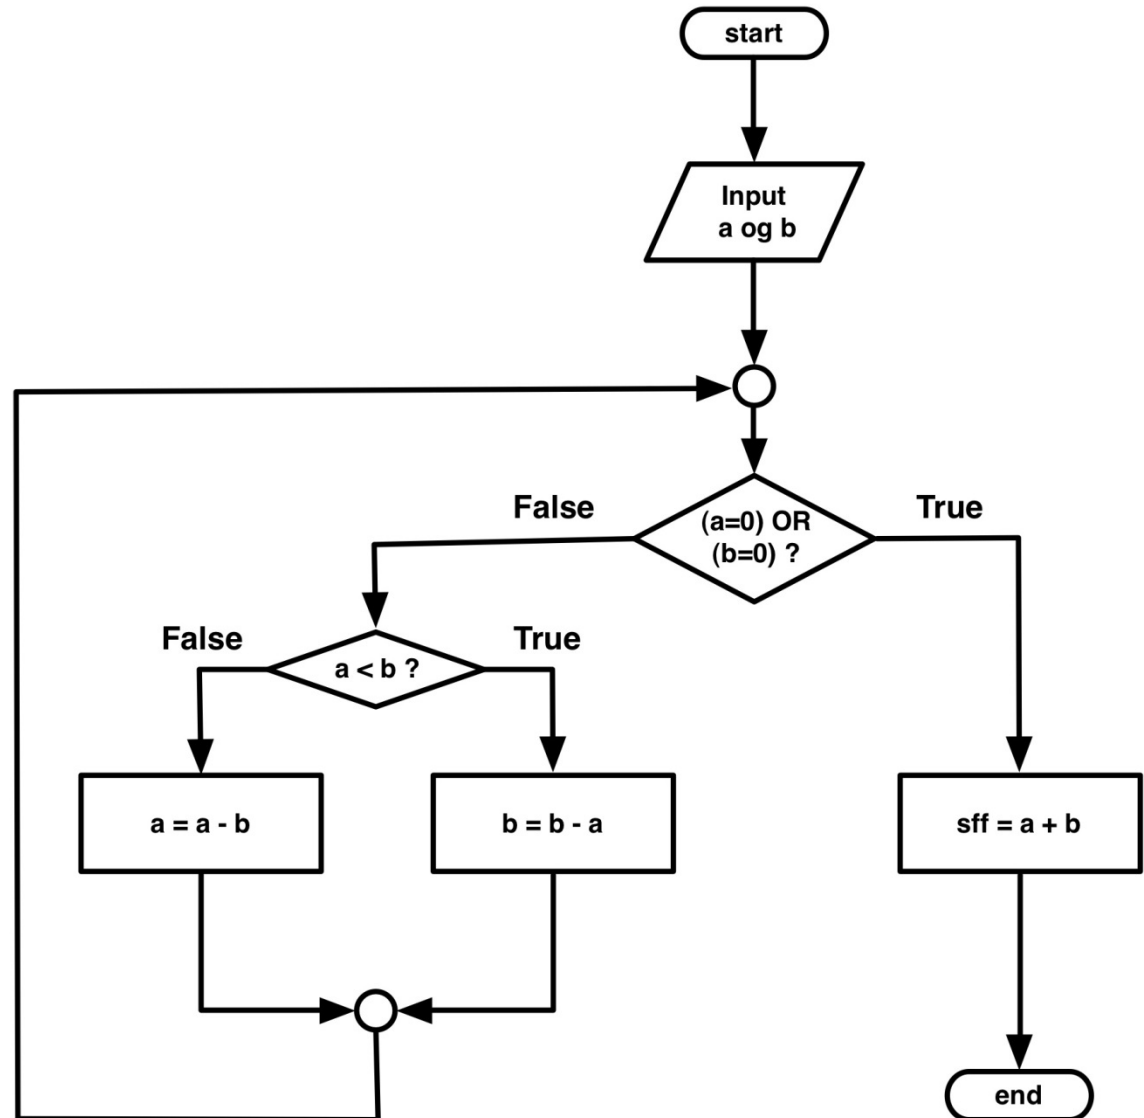 start
Input
a og b
False
True
(a=0) OR
(b=0) ?
False
True
a < b ?
a = a - b
b = b - a
sff = a + b
end